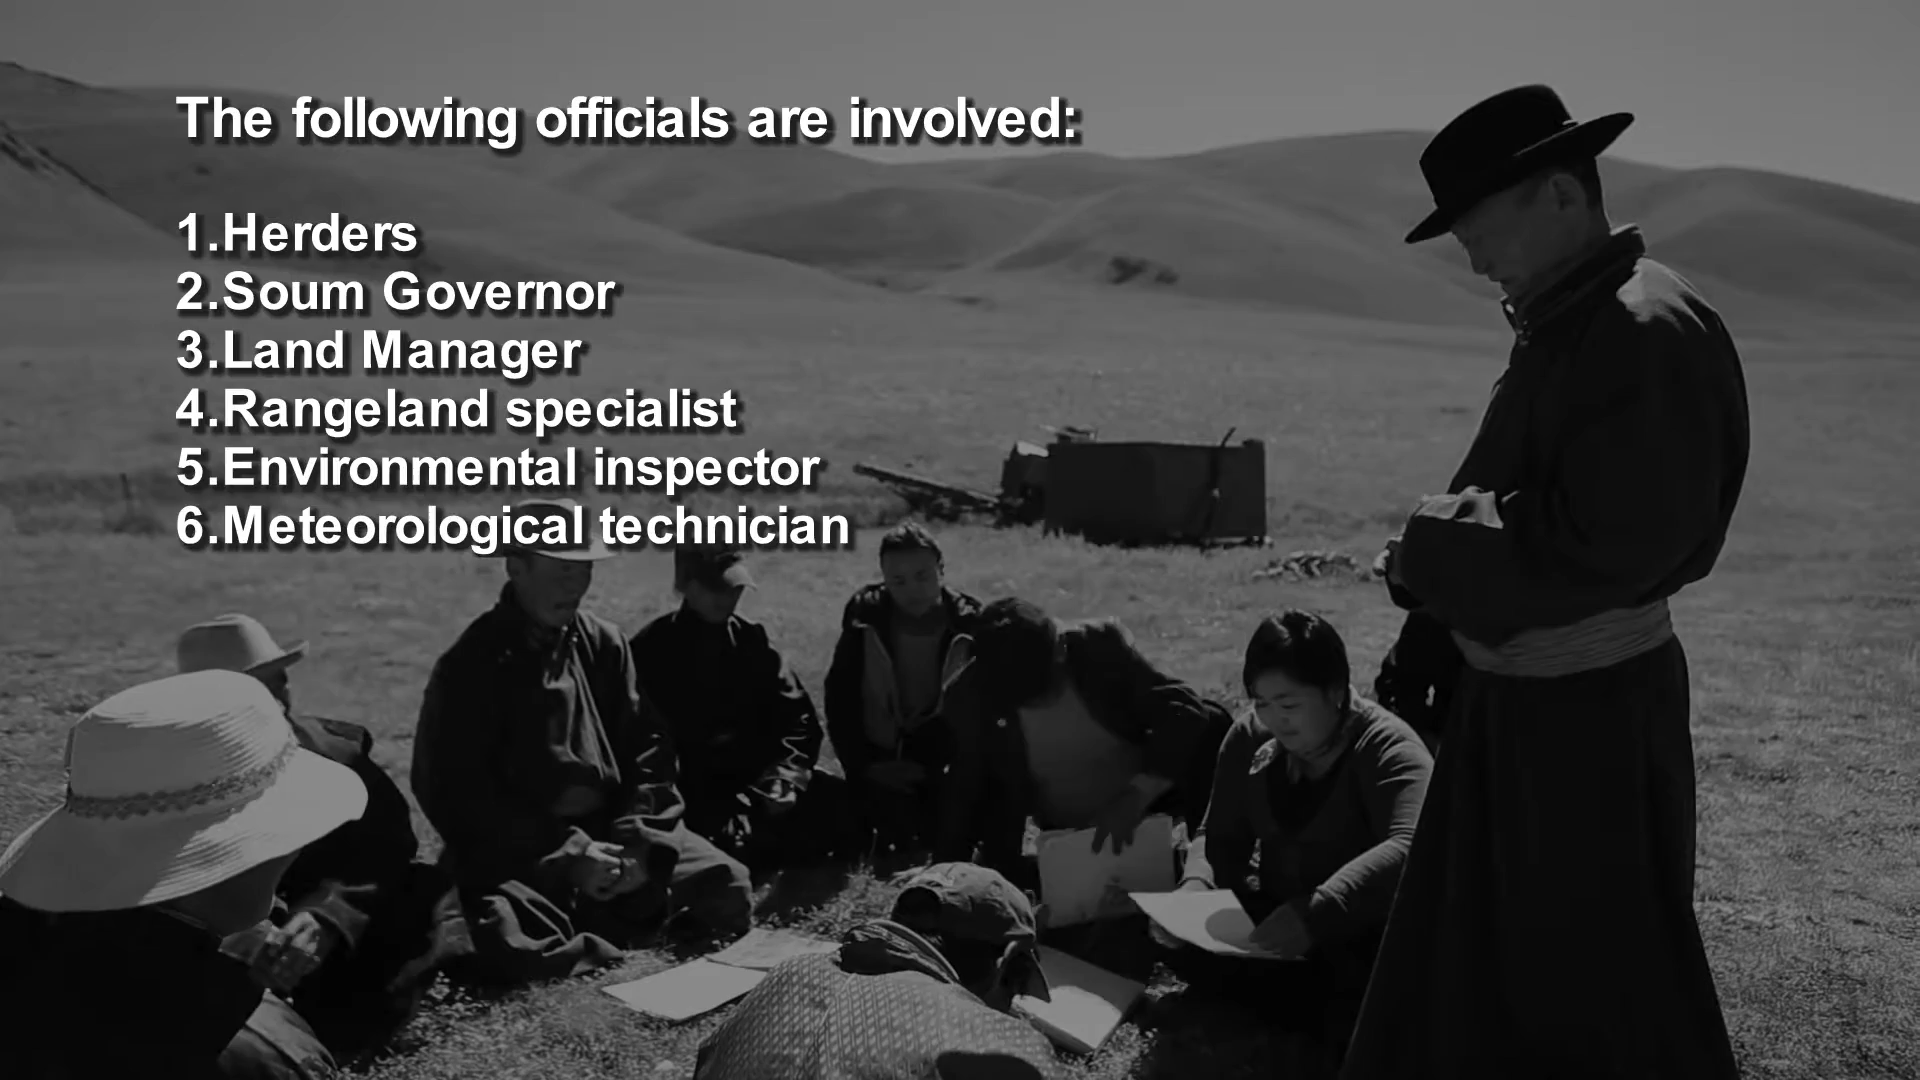 The following officials are involved:
1.Herders
2.Soum Governor
3.Land Manager
4.Rangeland specialist
5.Environmental inspector
6.Meteorological technician